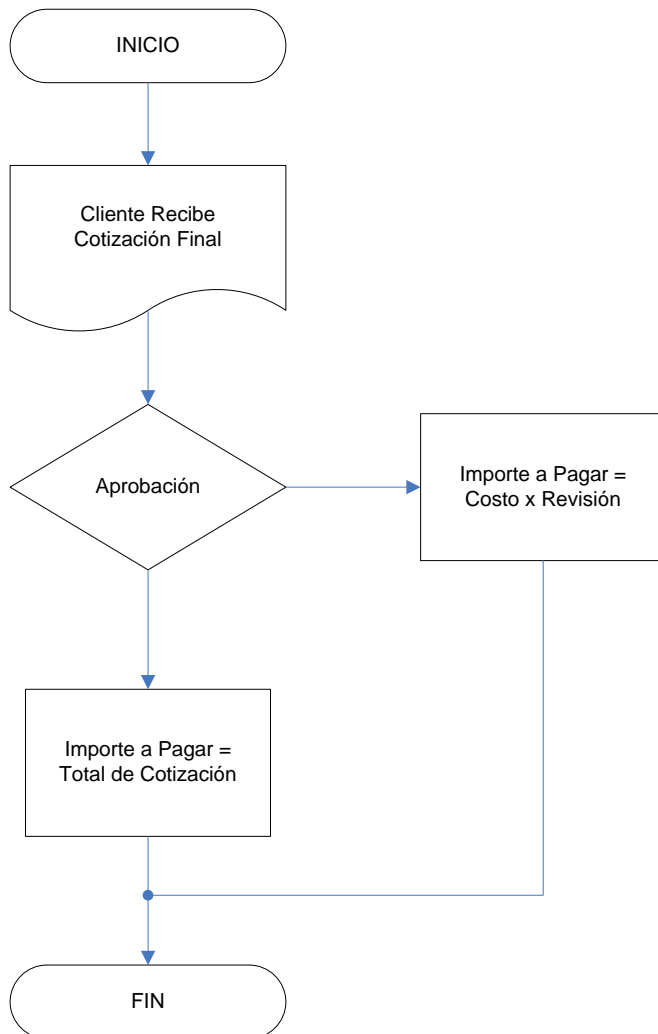 INICIO
Cliente Recibe
Cotización Final
Aprobación
Importe a Pagar =
Costo x Revisión
Importe a Pagar =
Total de Cotización
FIN